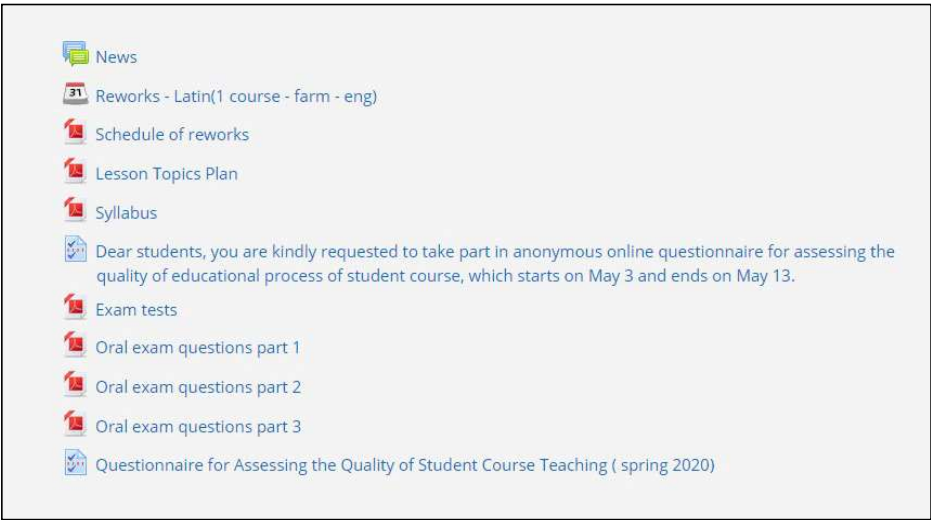 News
31
Reworks - Latin(1 course - farm - eng)
Schedule of reworks
Lesson Topics Plan
Syllabus
Dear students, you are kindly requested to take part in anonymous online questionnaire for assessing the
quality of educational process of student course, which starts on May 3 and ends on May 13.
Exam tests
Oral exam questions part 1
Oral exam questions part 2
Oral exam questions part 3
Questionnaire for Assessing the Quality of Student Course Teaching ( spring 2020)